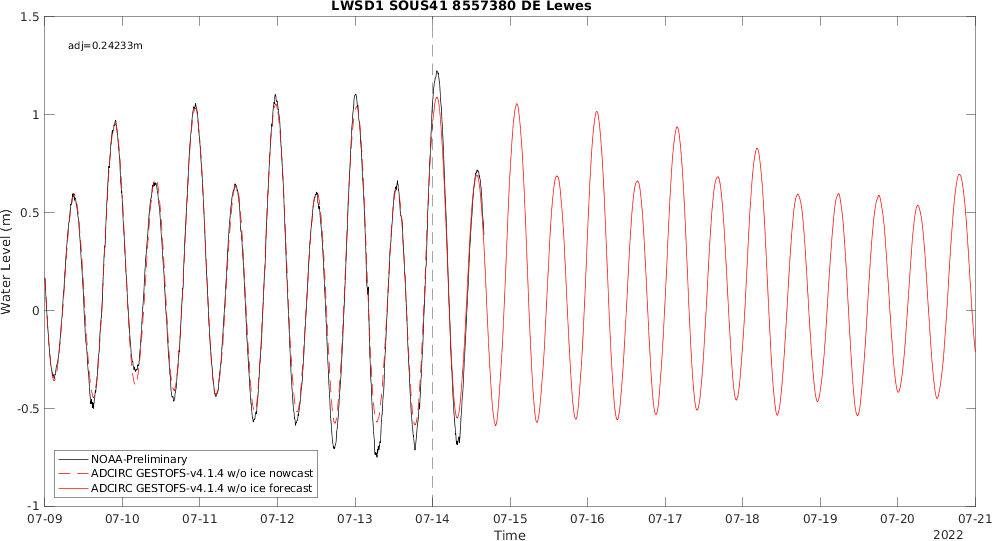 LWSD1 SOUS41 8557380 DE Lewes
adj=0.24233m
1.5
1
0.5
0
-0.5
-1
Water Level (m)
NOAA-Preliminary
ADCIRC GESTOFS-v4.1.4 w/o ice nowcast
ADCIRC GESTOFS-v4.1.4 w/o ice forecast
07-09 07-10 07-11 07-12 07-13 07-14 07-15 07-16 07-17 07-18 07-19 07-20 07-21
Time
2022